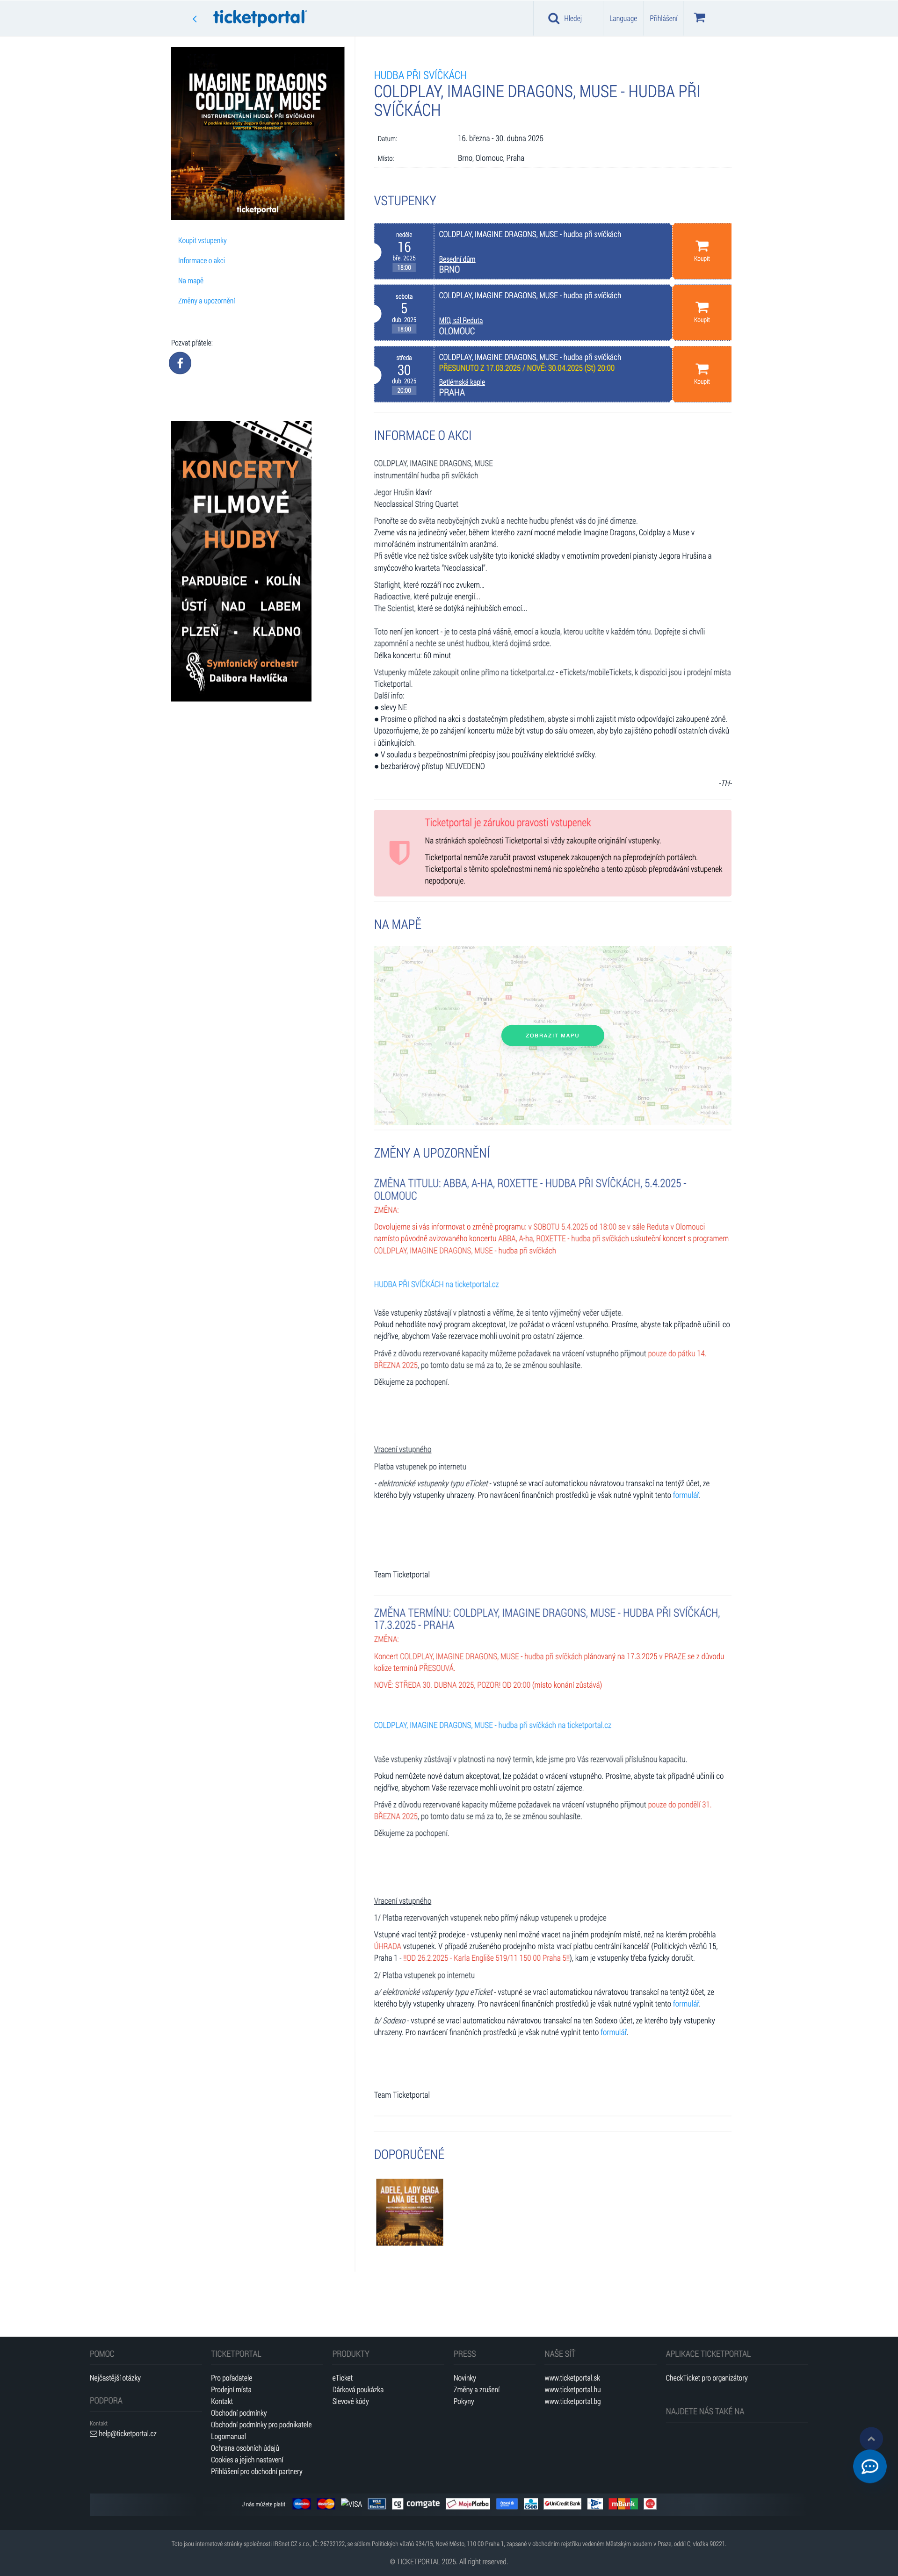 ticketportal
Hledej
Language
Přihlášení
IMAGINE DRAGONS
COLDPLAY, MUSE
INSTRUMENTÁLNÍ HUDBA PŘI SVÍČKÁCH
V podání klavíristy Jegora Grushyna a smyčcového
kvarteta "Neoclassical"
ticketportal
Koupit vstupenky
Informace o akci
Na mapě
Změny a upozornění
Pozvat přátele:
KONCERTY
FILMOVÉ
HUDBY
PARDUBICE • KOLÍN
ÚSTÍ NAD LABEM
PLZEŇ • KLADNO
Symfonický orchestr
Dalibora Havlíčka
HUDBA PŘI SVÍČKÁCH
COLDPLAY, IMAGINE DRAGONS, MUSE - HUDBA PŘI
SVÍČKÁCH
Datum: 16. března - 30. dubna 2025
Místo: Brno, Olomouc, Praha
VSTUPENKY
neděle
16
bře. 2025
18:00
COLDPLAY, IMAGINE DRAGONS, MUSE - hudba při svíčkách
Besední dům
BRNO
Koupit
sobota
5
dub. 2025
18:00
COLDPLAY, IMAGINE DRAGONS, MUSE - hudba při svíčkách
MfO, sál Reduta
OLOMOUC
Koupit
středa
30
dub. 2025
20:00
COLDPLAY, IMAGINE DRAGONS, MUSE - hudba při svíčkách
PŘESUNUTO Z 17.03.2025 / NOVĚ: 30.04.2025 (St) 20:00
Betlémská kaple
PRAHA
Koupit
INFORMACE O AKCI
COLDPLAY, IMAGINE DRAGONS, MUSE
instrumentální hudba při svíčkách
Jegor Hrušin klavír
Neoclassical String Quartet
Ponořte se do světa neobyčejných zvuků a nechte hudbu přenést vás do jiné dimenze.
Zveme vás na jedinečný večer, během kterého zazní mocné melodie Imagine Dragons, Coldplay a Muse v
mimořádném instrumentálním aranžmá.
Při světle více než tisíce svíček uslyšíte tyto ikonické skladby v emotivním provedení pianisty Jegora Hrušina a
smyčcového kvarteta "Neoclassical".
Starlight, které rozzáří noc zvukem...
Radioactive, které pulzuje energií...
The Scientist, které se dotýká nejhlubších emocí...
Toto není jen koncert - je to cesta plná vášně, emocí a kouzla, kterou ucítíte v každém tónu. Dopřejte si chvíli
zapomnění a nechte se unést hudbou, která dojímá srdce.
Délka koncertu: 60 minut
Vstupenky můžete zakoupit online přímo na ticketportal.cz - eTickets/mobileTickets, k dispozici jsou i prodejní místa
Ticketportal.
Další info:
● slevy NE
● Prosíme o příchod na akci s dostatečným předstihem, abyste si mohli zajistit místo odpovídající zakoupené zóně.
Upozorňujeme, že po zahájení koncertu může být vstup do sálu omezen, aby bylo zajištěno pohodlí ostatních diváků
i účinkujících.
● V souladu s bezpečnostními předpisy jsou používány elektrické svíčky.
● bezbariérový přístup NEUVEDENO
-TH-
Ticketportal je zárukou pravosti vstupenek
Na stránkách společnosti Ticketportal si vždy zakoupíte originální vstupenky.
Ticketportal nemůže zaručit pravost vstupenek zakoupených na přeprodejních portálech.
Ticketportal s těmito společnostmi nemá nic společného a tento způsob přeprodávání vstupenek
nepodporuje.
NA MAPĚ
Praha
Brno
ZOBRAZIT MAPU
ZMĚNY A UPOZORNĚNÍ
ZMĚNA TITULU: ABBA, A-HA, ROXETTE - HUDBA PŘI SVÍČKÁCH, 5.4.2025 -
OLOMOUC
ZMĚNA:
Dovolujeme si vás informovat o změně programu: v SOBOTU 5.4.2025 od 18:00 se v sále Reduta v Olomouci
namísto původně avizovaného koncertu ABBA, A-ha, ROXETTE - hudba při svíčkách uskuteční koncert s programem
COLDPLAY, IMAGINE DRAGONS, MUSE - hudba při svíčkách
HUDBA PŘI SVÍČKÁCH na ticketportal.cz
Vaše vstupenky zůstávají v platnosti a věříme, že si tento výjimečný večer užijete.
Pokud nehodláte nový program akceptovat, lze požádat o vrácení vstupného. Prosíme, abyste tak případně učinili co
nejdříve, abychom Vaše rezervace mohli uvolnit pro ostatní zájemce.
Právě z důvodu rezervované kapacity můžeme požadavek na vrácení vstupného přijmout pouze do pátku 14.
BŘEZNA 2025, po tomto datu se má za to, že se změnou souhlasíte.
Děkujeme za pochopení.
Vracení vstupného
Platba vstupenek po internetu
- elektronické vstupenky typu eTicket - vstupné se vrací automatickou návratovou transakcí na tentýž účet, ze
kterého byly vstupenky uhrazeny. Pro navrácení finančních prostředků je však nutné vyplnit tento formulář.
Team Ticketportal
ZMĚNA TERMÍNU: COLDPLAY, IMAGINE DRAGONS, MUSE - HUDBA PŘI SVÍČKÁCH,
17.3.2025 - PRAHA
ZMĚNA:
Koncert COLDPLAY, IMAGINE DRAGONS, MUSE - hudba při svíčkách plánovaný na 17.3.2025 v PRAZE se z důvodu
kolize termínů PŘESOUVÁ.
NOVĚ: STŘEDA 30. DUBNA 2025, POZOR! OD 20:00 (místo konání zůstává)
COLDPLAY, IMAGINE DRAGONS, MUSE - hudba při svíčkách na ticketportal.cz
Vaše vstupenky zůstávají v platnosti na nový termín, kde jsme pro Vás rezervovali příslušnou kapacitu.
Pokud nemůžete nové datum akceptovat, lze požádat o vrácení vstupného. Prosíme, abyste tak případně učinili co
nejdříve, abychom Vaše rezervace mohli uvolnit pro ostatní zájemce.
Právě z důvodu rezervované kapacity můžeme požadavek na vrácení vstupného přijmout pouze do pondělí 31.
BŘEZNA 2025, po tomto datu se má za to, že se změnou souhlasíte.
Děkujeme za pochopení.
Vracení vstupného
1/ Platba rezervovaných vstupenek nebo přímý nákup vstupenek u prodejce
Vstupné vrací tentýž prodejce - vstupenky není možné vracet na jiném prodejním místě, než na kterém proběhla
ÚHRADA vstupenek. V případě zrušeného prodejního místa vrací platbu centrální kancelář (Politických vězňů 15,
Praha 1 - !!OD 26.2.2025 - Karla Engliše 519/11 150 00 Praha 5!!), kam je vstupenky třeba fyzicky doručit.
2/ Platba vstupenek po internetu
a/ elektronické vstupenky typu eTicket - vstupné se vrací automatickou návratovou transakcí na tentýž účet, ze
kterého byly vstupenky uhrazeny. Pro navrácení finančních prostředků je však nutné vyplnit tento formulář.
b/ Sodexo - vstupné se vrací automatickou návratovou transakcí na ten Sodexo účet, ze kterého byly vstupenky
uhrazeny. Pro navrácení finančních prostředků je však nutné vyplnit tento formulář.
Team Ticketportal
DOPORUČENÉ
ADELE, LADY GAGA
LANA DEL REY
POMOC
Nejčastější otázky
PODPORA
Kontakt
help@ticketportal.cz
TICKETPORTAL
Pro pořadatele
Prodejní místa
Kontakt
Obchodní podmínky
Obchodní podmínky pro podnikatele
Logomanual
Ochrana osobních údajů
Cookies a jejich nastavení
Přihlášení pro obchodní partnery
PRODUKTY
eTicket
Dárková poukázka
Slevové kódy
PRESS
Novinky
Změny a zrušení
Pokyny
NAŠE SÍŤ
www.ticketportal.sk
www.ticketportal.hu
www.ticketportal.bg
APLIKACE TICKETPORTAL
CheckTicket pro organizátory
NAJDETE NÁS TAKÉ NA
U nás můžete platit:
VISA
comgate
MojePlatba
UniCredit Bank
mBank
Toto jsou internetové stránky společnosti IRSnet CZ s.r.o., IČ: 26732122, se sídlem Politických vězňů 934/15, Nové Město, 110 00 Praha 1, zapsané v obchodním rejstříku vedeném Městským soudem v Praze, oddíl C, vložka 90221.
© TICKETPORTAL 2025. All right reserved.